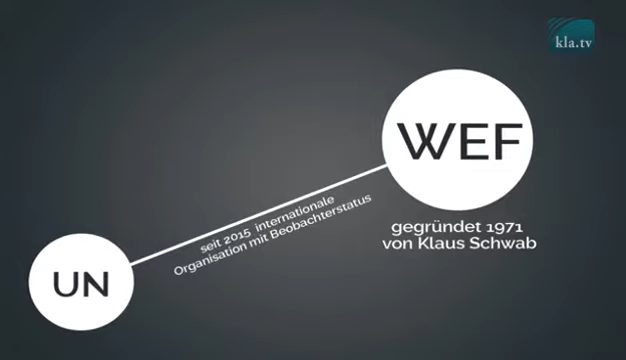 kla.tv
WEF
gegründet 1971
von Klaus Schwab
seit 2015 internationale
Organisation mit Beobachterstatus
UN